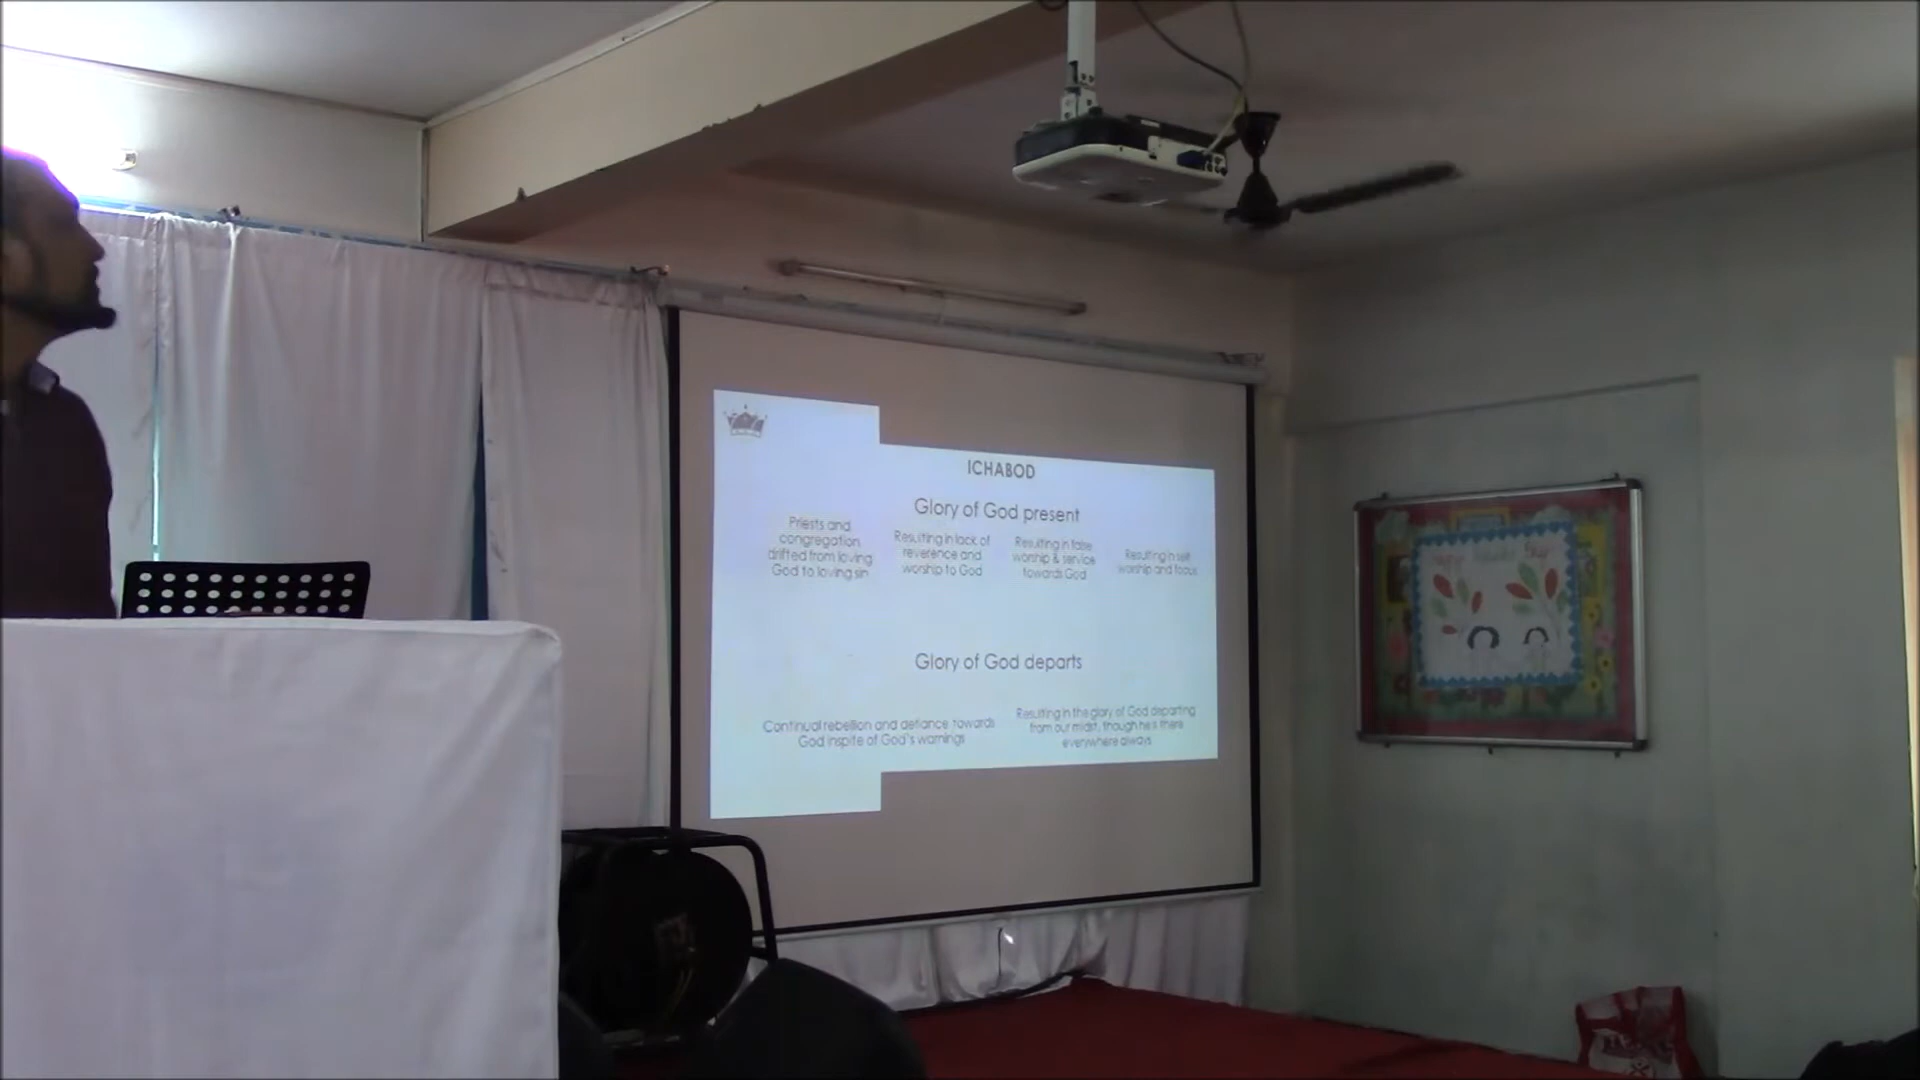 ICHABOD
Glory of God present
Priests and
congregation
drifted from loving
God to loving sin
Resulting in lack of
reverence and
worship to God
Resulting in false
worship & service
towards God
Resulting in self
worship and focus
Glory of God departs
Continual rebellion and defiance towards
God inspite of God's warnings
Resulting in the glory of God departing
from our midst, though he's there
everywhere always